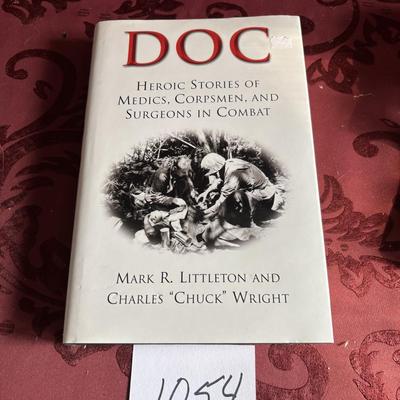 DOC
HEROIC STORIES OF
MEDICS, CORPSMEN, AND
SURGEONS IN COMBAT
MARK R. LITTLETON AND
CHARLES "CHUCK" WRIGHT
1054